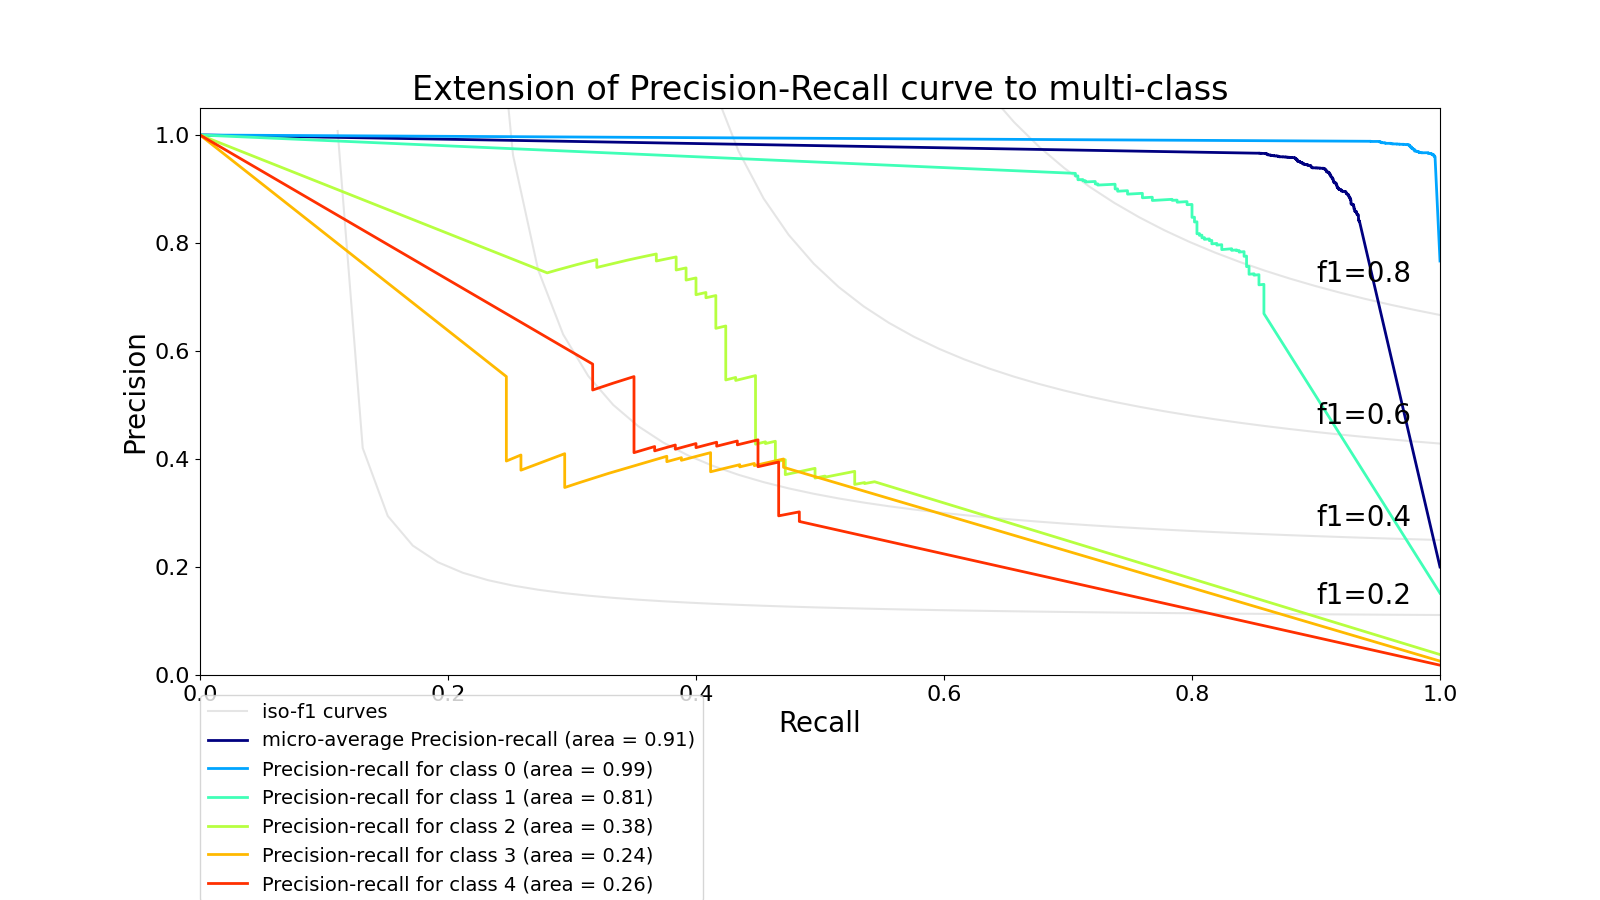 Extension of Precision-Recall curve to multi-class
1.0
0.8
0.6
0.4
0.2
0.0
Precision
f1=0.8
f1=0.6
f1=0.4
f1=0.2
0.0 0.2 0.4 0.6 0.8 1.0
Recall
iso-f1 curves
micro-average Precision-recall (area = 0.91)
Precision-recall for class 0 (area = 0.99)
Precision-recall for class 1 (area = 0.81)
Precision-recall for class 2 (area = 0.38)
Precision-recall for class 3 (area = 0.24)
Precision-recall for class 4 (area = 0.26)